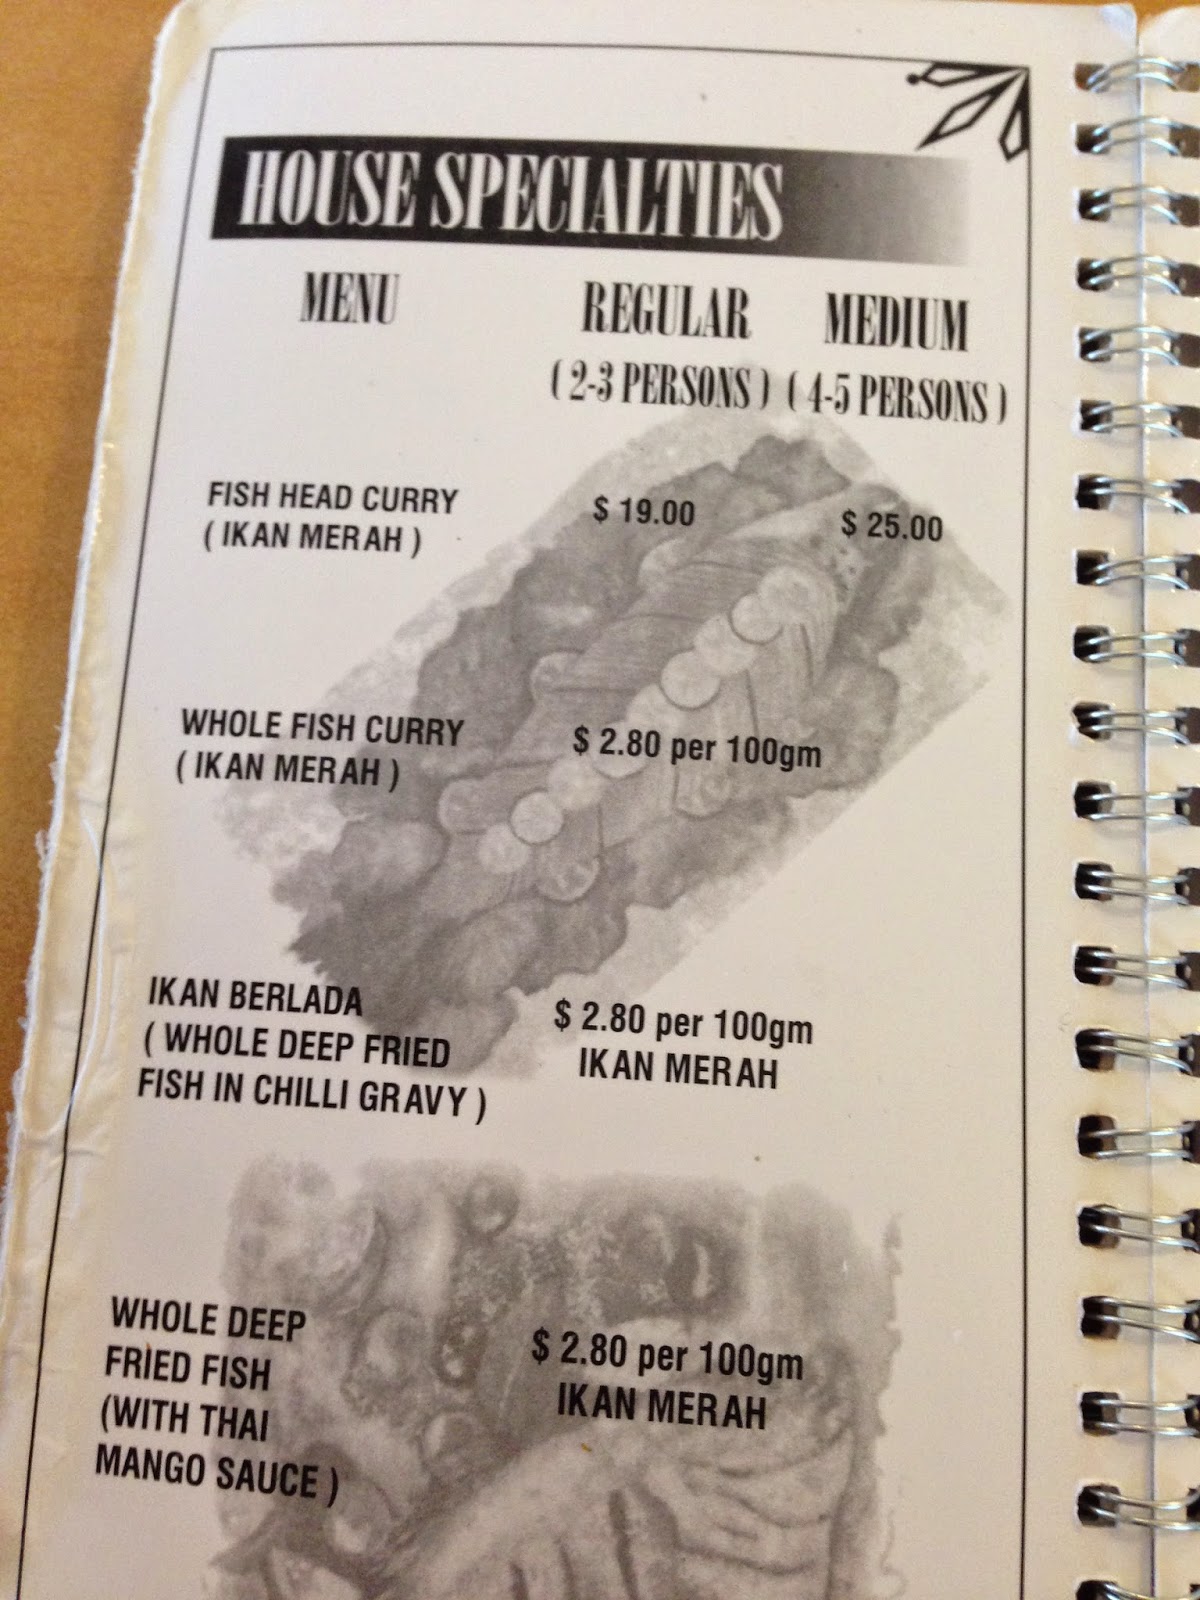 HOUSE SPECIALTIES
MENU REGULAR MEDIUM
( 2-3 PERSONS ) ( 4-5 PERSONS )
FISH HEAD CURRY $ 19.00 $ 25.00
( IKAN MERAH )
WHOLE FISH CURRY $ 2.80 per 100gm
( IKAN MERAH )
IKAN BERLADA $ 2.80 per 100gm
( WHOLE DEEP FRIED IKAN MERAH
FISH IN CHILLI GRAVY )
WHOLE DEEP $ 2.80 per 100gm
FRIED FISH IKAN MERAH
(WITH THAI
MANGO SAUCE )